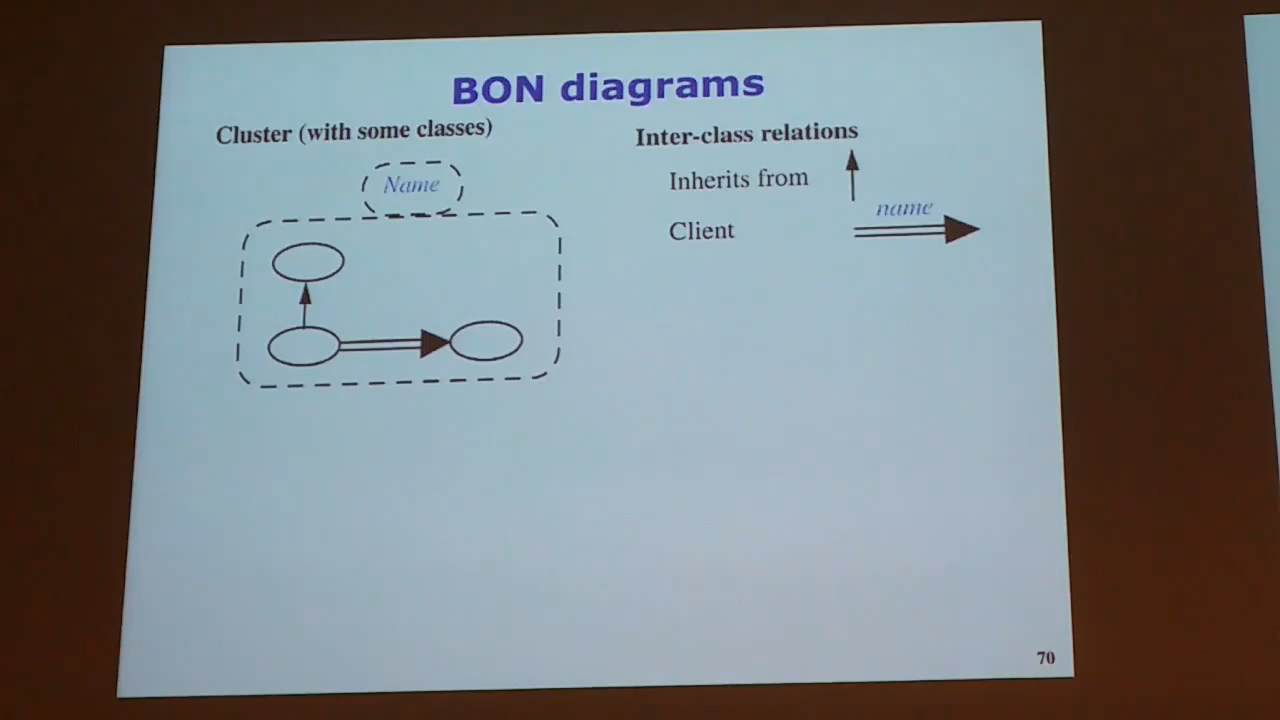 BON diagrams
Cluster (with some classes)
Name
Inter-class relations
Inherits from
name
Client
70